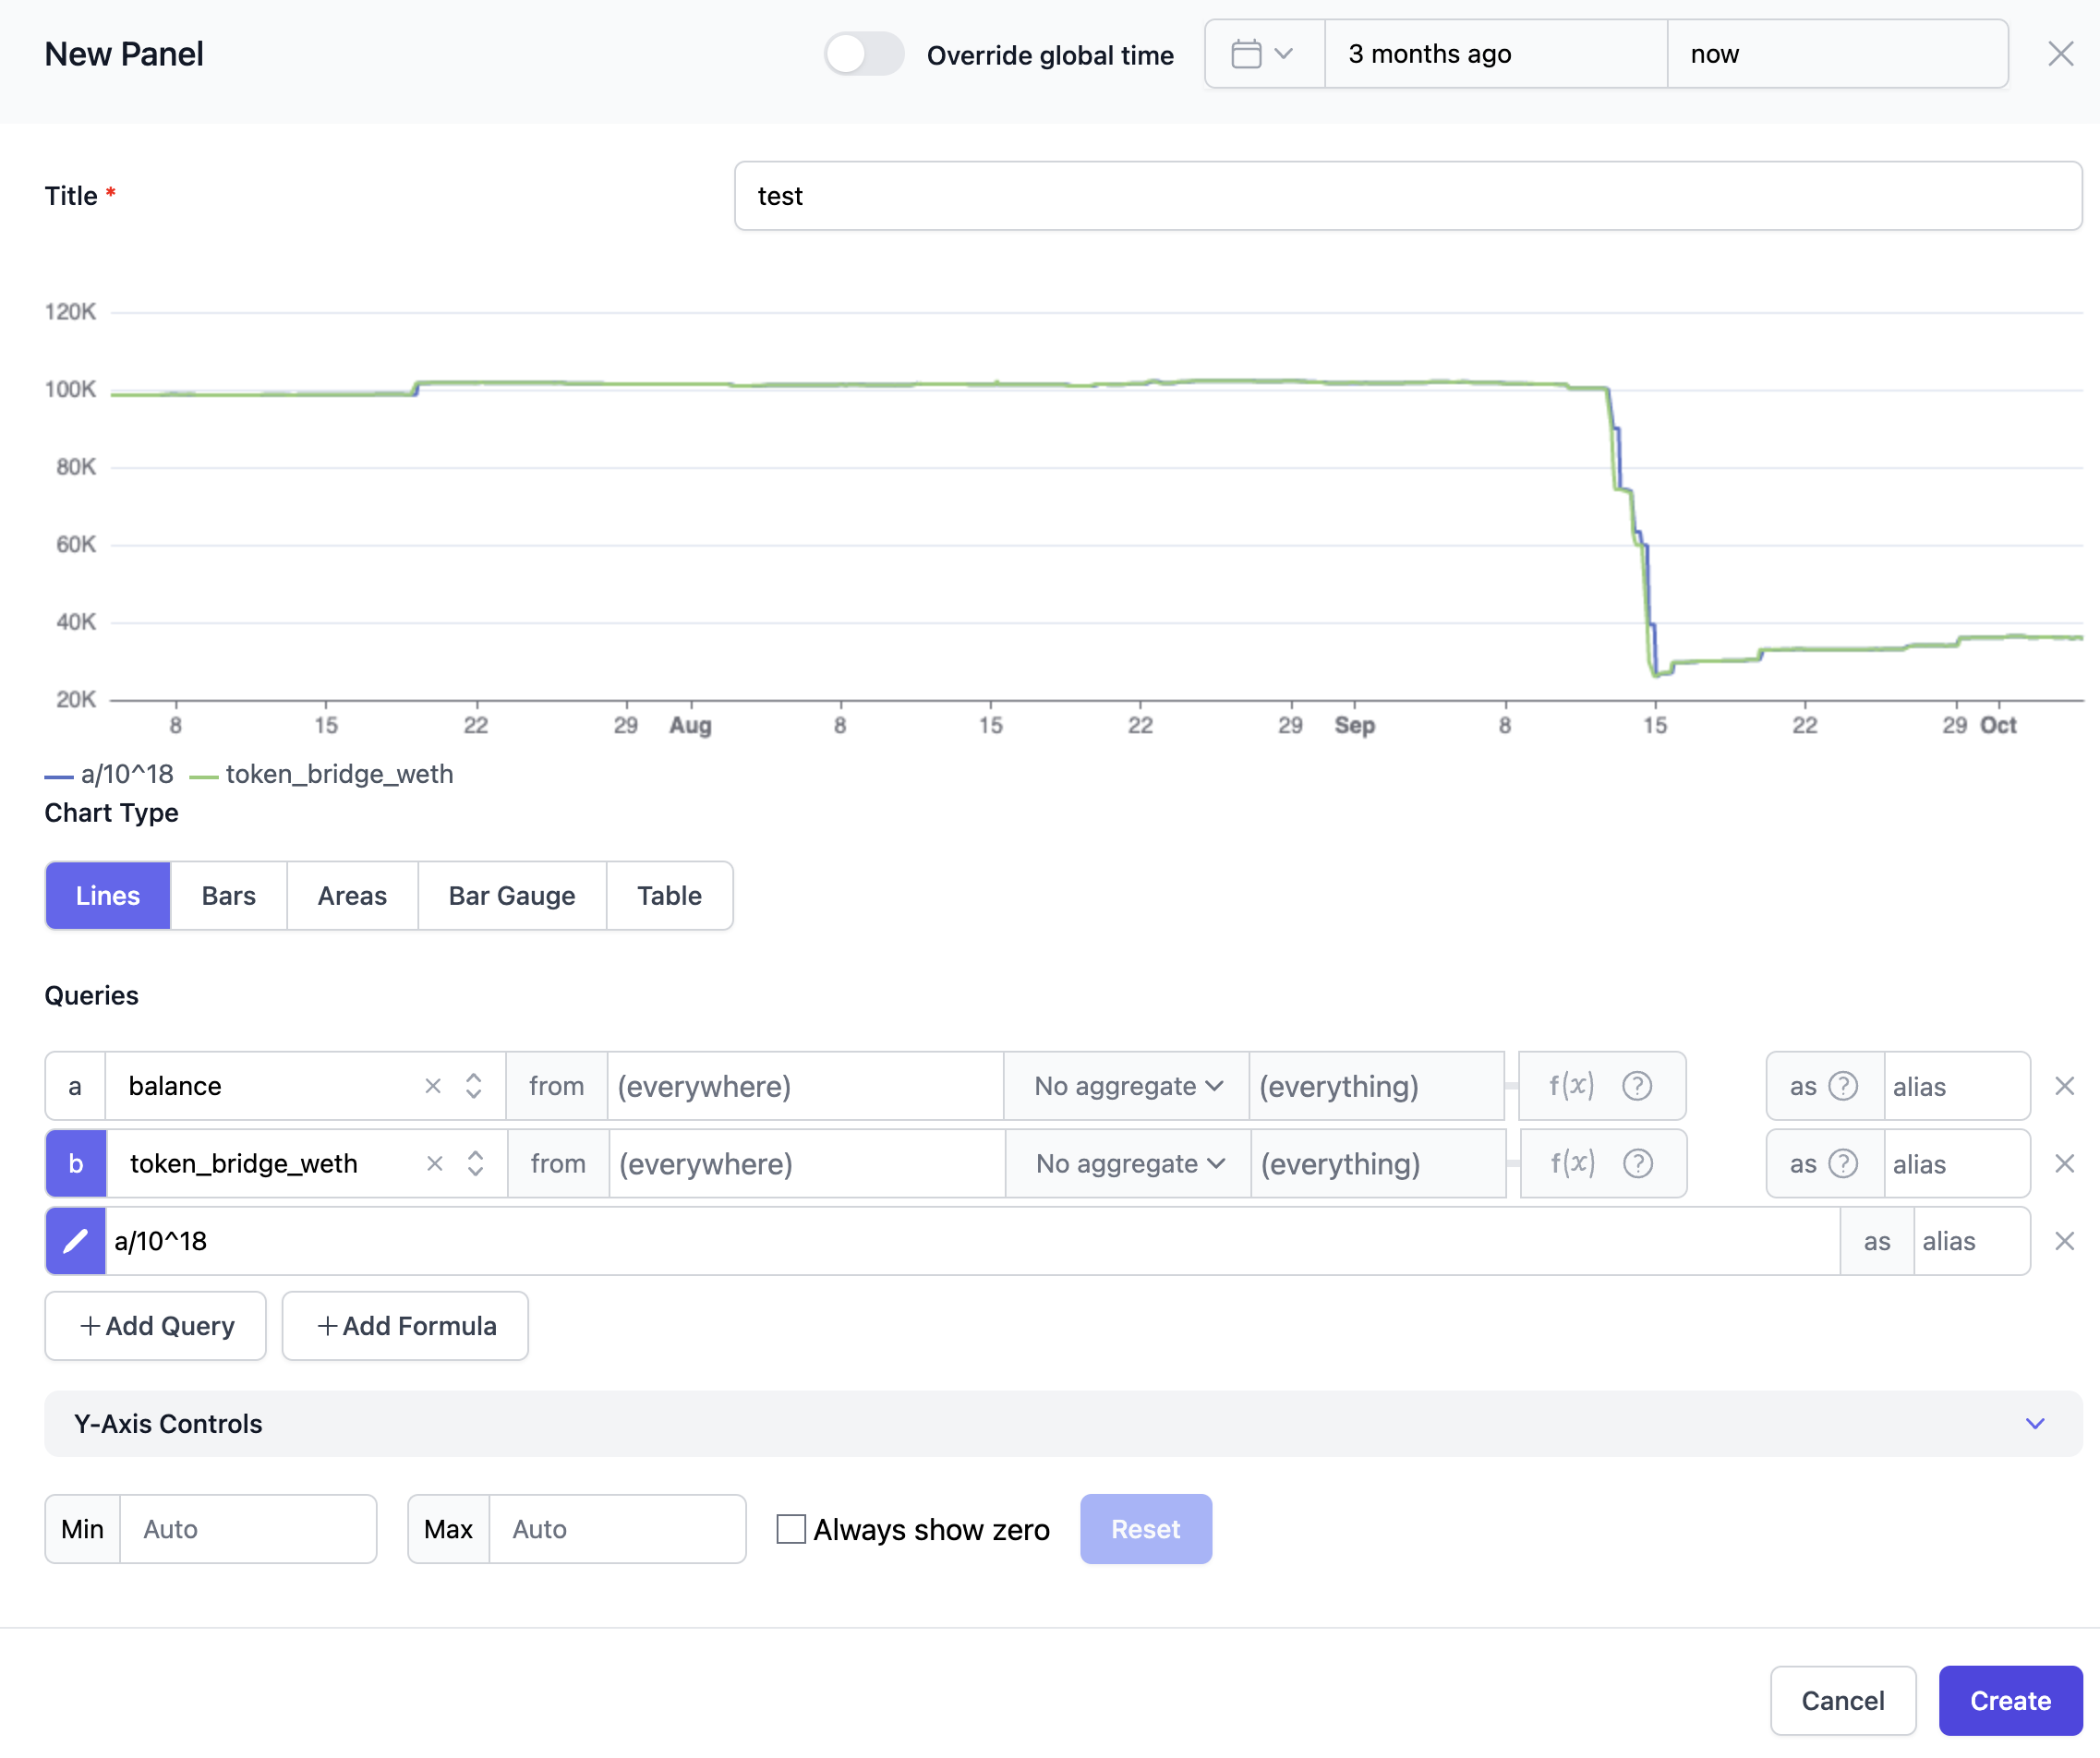 New Panel Override global time 3 months ago now
Title * test
120K
100K
80K
60K
40K
20K
8 15 22 29 Aug 8 15 22 29 Sep 8 15 22 29 Oct
a/10^18 token_bridge_weth
Chart Type
Lines Bars Areas Bar Gauge Table
Queries
a balance from (everywhere) No aggregate (everything) f(x) ? as ? alias
b token_bridge_weth from (everywhere) No aggregate (everything) f(x) ? as ? alias
a/10^18 as alias
+Add Query +Add Formula
Y-Axis Controls
Min Auto Max Auto Always show zero Reset
Cancel Create